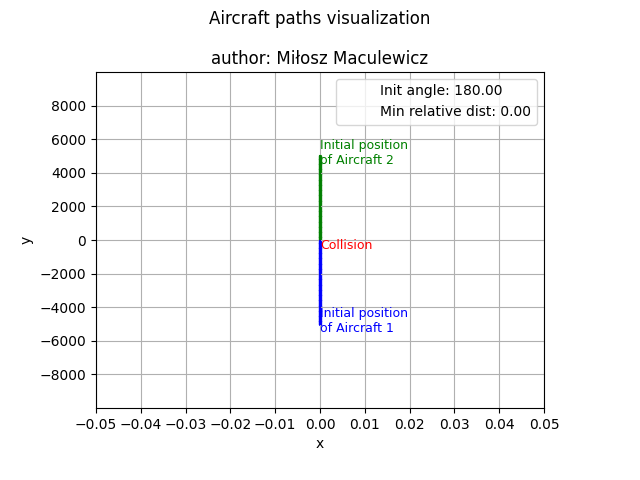 Aircraft paths visualization
author: Miłosz Maculewicz
Init angle: 180.00
Min relative dist: 0.00
8000
6000
4000
2000
0
−2000
−4000
−6000
−8000
y
Initial position
of Aircraft 2
Collision
Initial position
of Aircraft 1
−0.05 −0.04 −0.03 −0.02 −0.01 0.00 0.01 0.02 0.03 0.04 0.05
x